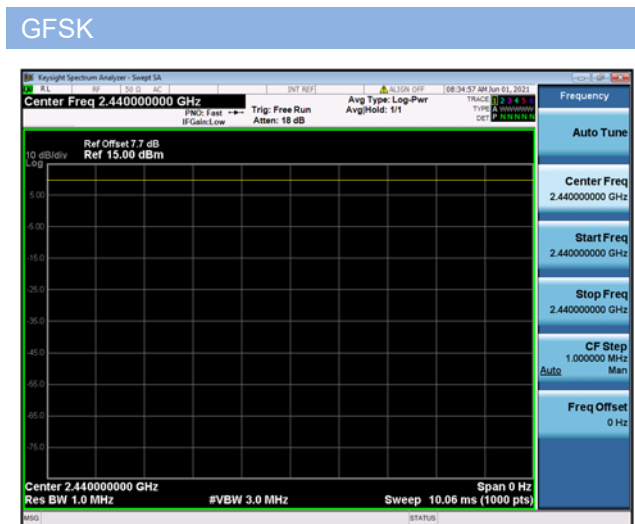 GFSK
Keysight Spectrum Analyzer - Swept SA
RL RF 50 Ω AC INT REF ALIGN OFF 08:34:57 AM Jun 01, 2021
Center Freq 2.440000000 GHz
PNO: Fast
IFGain:Low
Trig: Free Run
Atten: 18 dB
Avg Type: Log-Pwr
Avg|Hold: 1/1
TRACE 1 2 3 4 5 6
TYPE A WWWWW
DET P N N N N N
Frequency
Auto Tune
Center Freq
2.440000000 GHz
Start Freq
2.440000000 GHz
Stop Freq
2.440000000 GHz
CF Step
1.000000 MHz
Auto Man
Freq Offset
0 Hz
Ref Offset 7.7 dB
10 dB/div Ref 15.00 dBm
Log
5.00
-5.00
-15.0
-25.0
-35.0
-45.0
-55.0
-65.0
-75.0
Center 2.440000000 GHz Span 0 Hz
Res BW 1.0 MHz #VBW 3.0 MHz Sweep 10.06 ms (1000 pts)
MSG STATUS